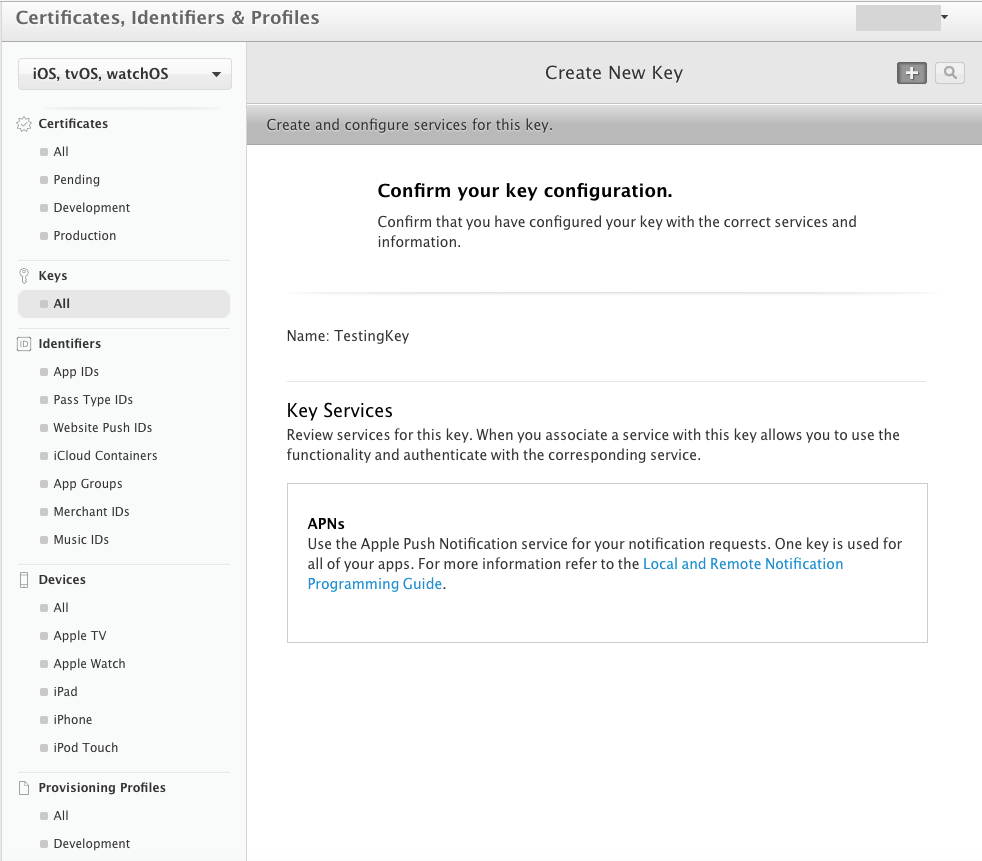 Certificates, Identifiers & Profiles
iOS, tvOS, watchOS
Certificates
All
Pending
Development
Production
Keys
All
ID Identifiers
App IDs
Pass Type IDs
Website Push IDs
iCloud Containers
App Groups
Merchant IDs
Music IDs
Devices
All
Apple TV
Apple Watch
iPad
iPhone
iPod Touch
Provisioning Profiles
All
Development
Create New Key
Create and configure services for this key.
Confirm your key configuration.
Confirm that you have configured your key with the correct services and
information.
Name: TestingKey
Key Services
Review services for this key. When you associate a service with this key allows you to use the
functionality and authenticate with the corresponding service.
APNs
Use the Apple Push Notification service for your notification requests. One key is used for
all of your apps. For more information refer to the Local and Remote Notification
Programming Guide.